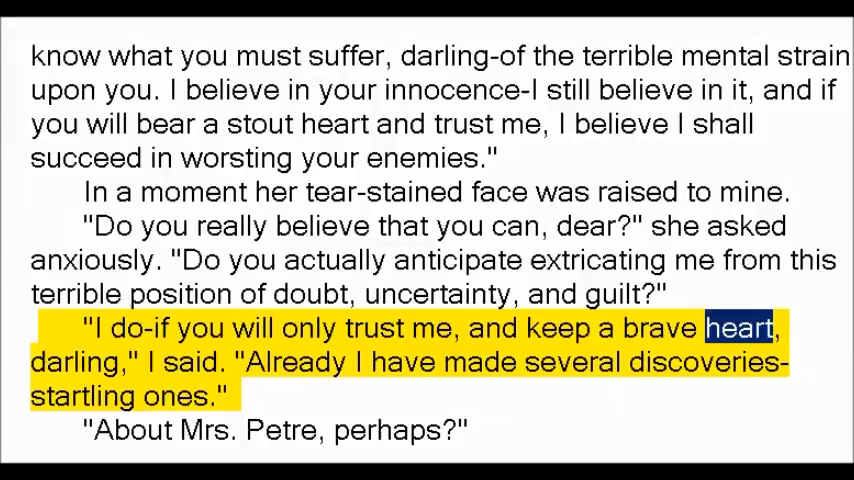 know what you must suffer, darling-of the terrible mental strain
upon you. I believe in your innocence-I still believe in it, and if
you will bear a stout heart and trust me, I believe I shall
succeed in worsting your enemies."
In a moment her tear-stained face was raised to mine.
"Do you really believe that you can, dear?" she asked
anxiously. "Do you actually anticipate extricating me from this
terrible position of doubt, uncertainty, and guilt?"
"I do-if you will only trust me, and keep a brave heart,
darling," I said. "Already I have made several discoveries-
startling ones."
"About Mrs. Petre, perhaps?"